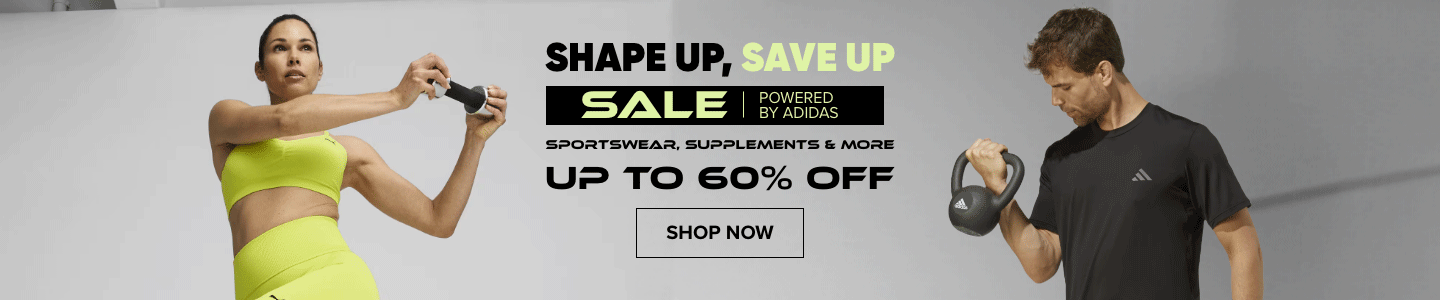 SHAPE UP, SAVE UP
SALE
POWERED
BY ADIDAS
SPORTSWEAR, SUPPLEMENTS & MORE
UP TO 60% OFF
SHOP NOW